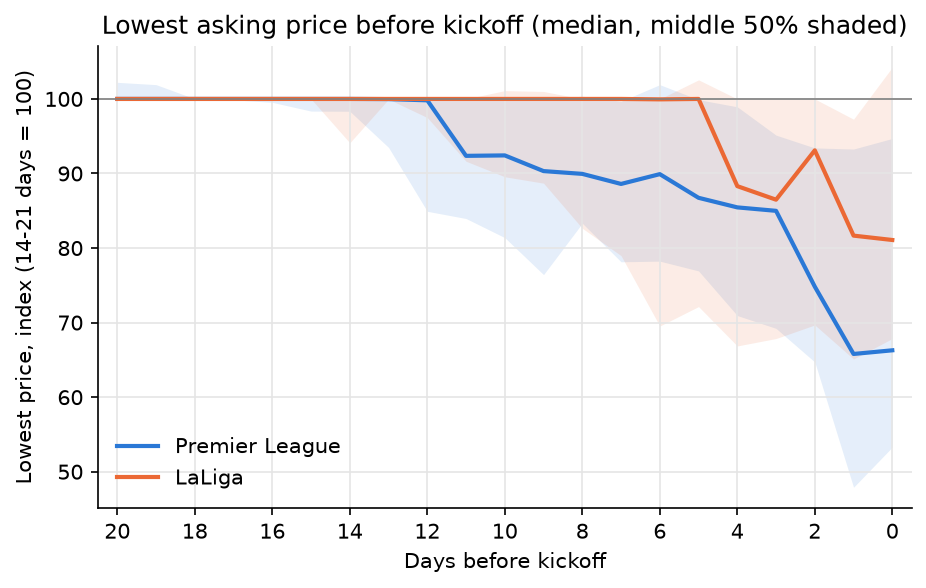 Lowest asking price before kickoff (median, middle 50% shaded)
Lowest price, index (14-21 days = 100)
100
90
80
70
60
50
Premier League
LaLiga
20 18 16 14 12 10 8 6 4 2 0
Days before kickoff